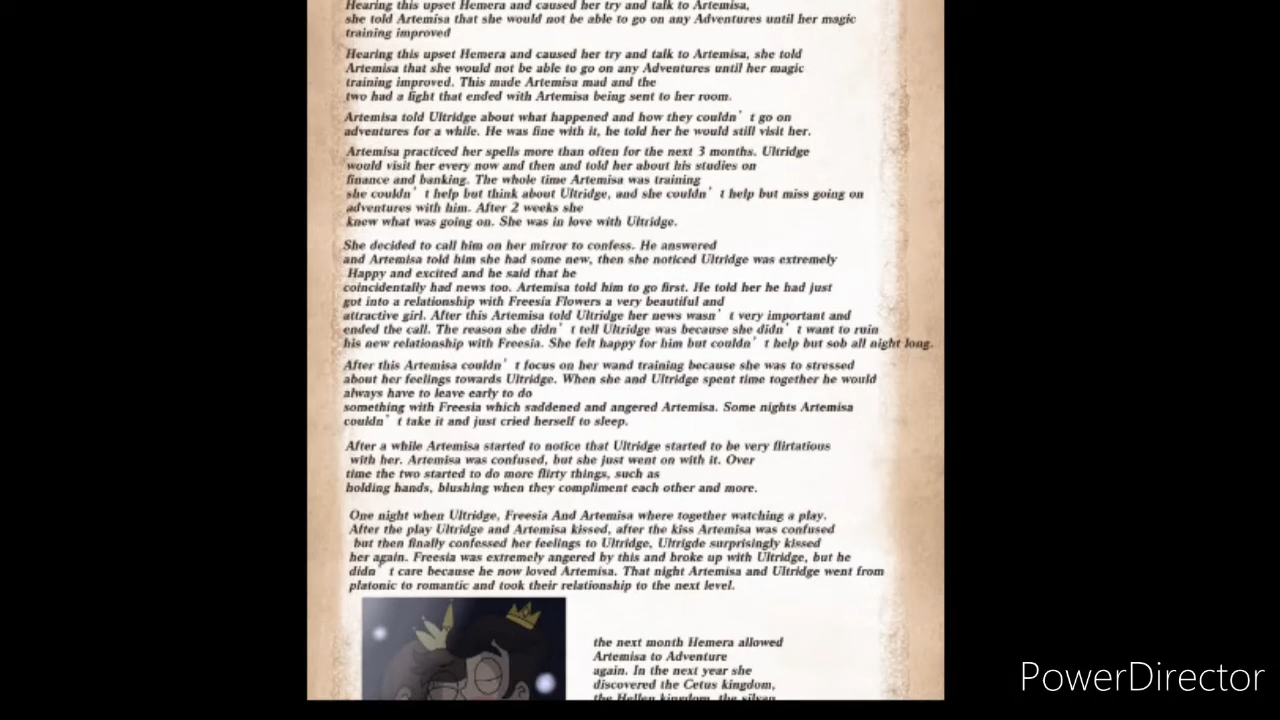 Hearing this upset Hemera and caused her try and talk to Artemisa,
she told Artemisa that she would not be able to go on any Adventures until her magic
training improved
Hearing this upset Hemera and caused her try and talk to Artemisa, she told
Artemisa that she would not be able to go on any Adventures until her magic
training improved. This made Artemisa mad and the
two had a fight that ended with Artemisa being sent to her room.
Artemisa told Ultridge about what happened and how they couldn't go on
adventures for a while. He was fine with it, he told her he would still visit her.
Artemisa practiced her spells more than often for the next 3 months. Ultridge
would visit her every now and then and told her about his studies on
finance and banking. The whole time Artemisa was training
she couldn't help but think about Ultridge, and she couldn't help but miss going on
adventures with him. After 2 weeks she
knew what was going on. She was in love with Ultridge.
She decided to call him on her mirror to confess. He answered
and Artemisa told him she had some new, then she noticed Ultridge was extremely
Happy and excited and he said that he
coincidentally had news too. Artemisa told him to go first. He told her he had just
got into a relationship with Freesia Flowers a very beautiful and
attractive girl. After this Artemisa told Ultridge her news wasn't very important and
ended the call. The reason she didn't tell Ultridge was because she didn't want to ruin
his new relationship with Freesia. She felt happy for him but couldn't help but sob all night long.
After this Artemisa couldn't focus on her wand training because she was to stressed
about her feelings towards Ultridge. When she and Ultridge spent time together he would
always have to leave early to do
something with Freesia which saddened and angered Artemisa. Some nights Artemisa
couldn't take it and just cried herself to sleep.
After a while Artemisa started to notice that Ultridge started to be very flirtatious
with her. Artemisa was confused, but she just went on with it. Over
time the two started to do more flirty things, such as
holding hands, blushing when they compliment each other and more.
One night when Ultridge, Freesia And Artemisa where together watching a play.
After the play Ultridge and Artemisa kissed, after the kiss Artemisa was confused
but then finally confessed her feelings to Ultridge, Ultrigde surprisingly kissed
her again. Freesia was extremely angered by this and broke up with Ultridge, but he
didn't care because he now loved Artemisa. That night Artemisa and Ultridge went from
platonic to romantic and took their relationship to the next level.
the next month Hemera allowed
Artemisa to Adventure
again. In the next year she
discovered the Cetus kingdom,
the Hellen kingdom, the silvan
PowerDirector